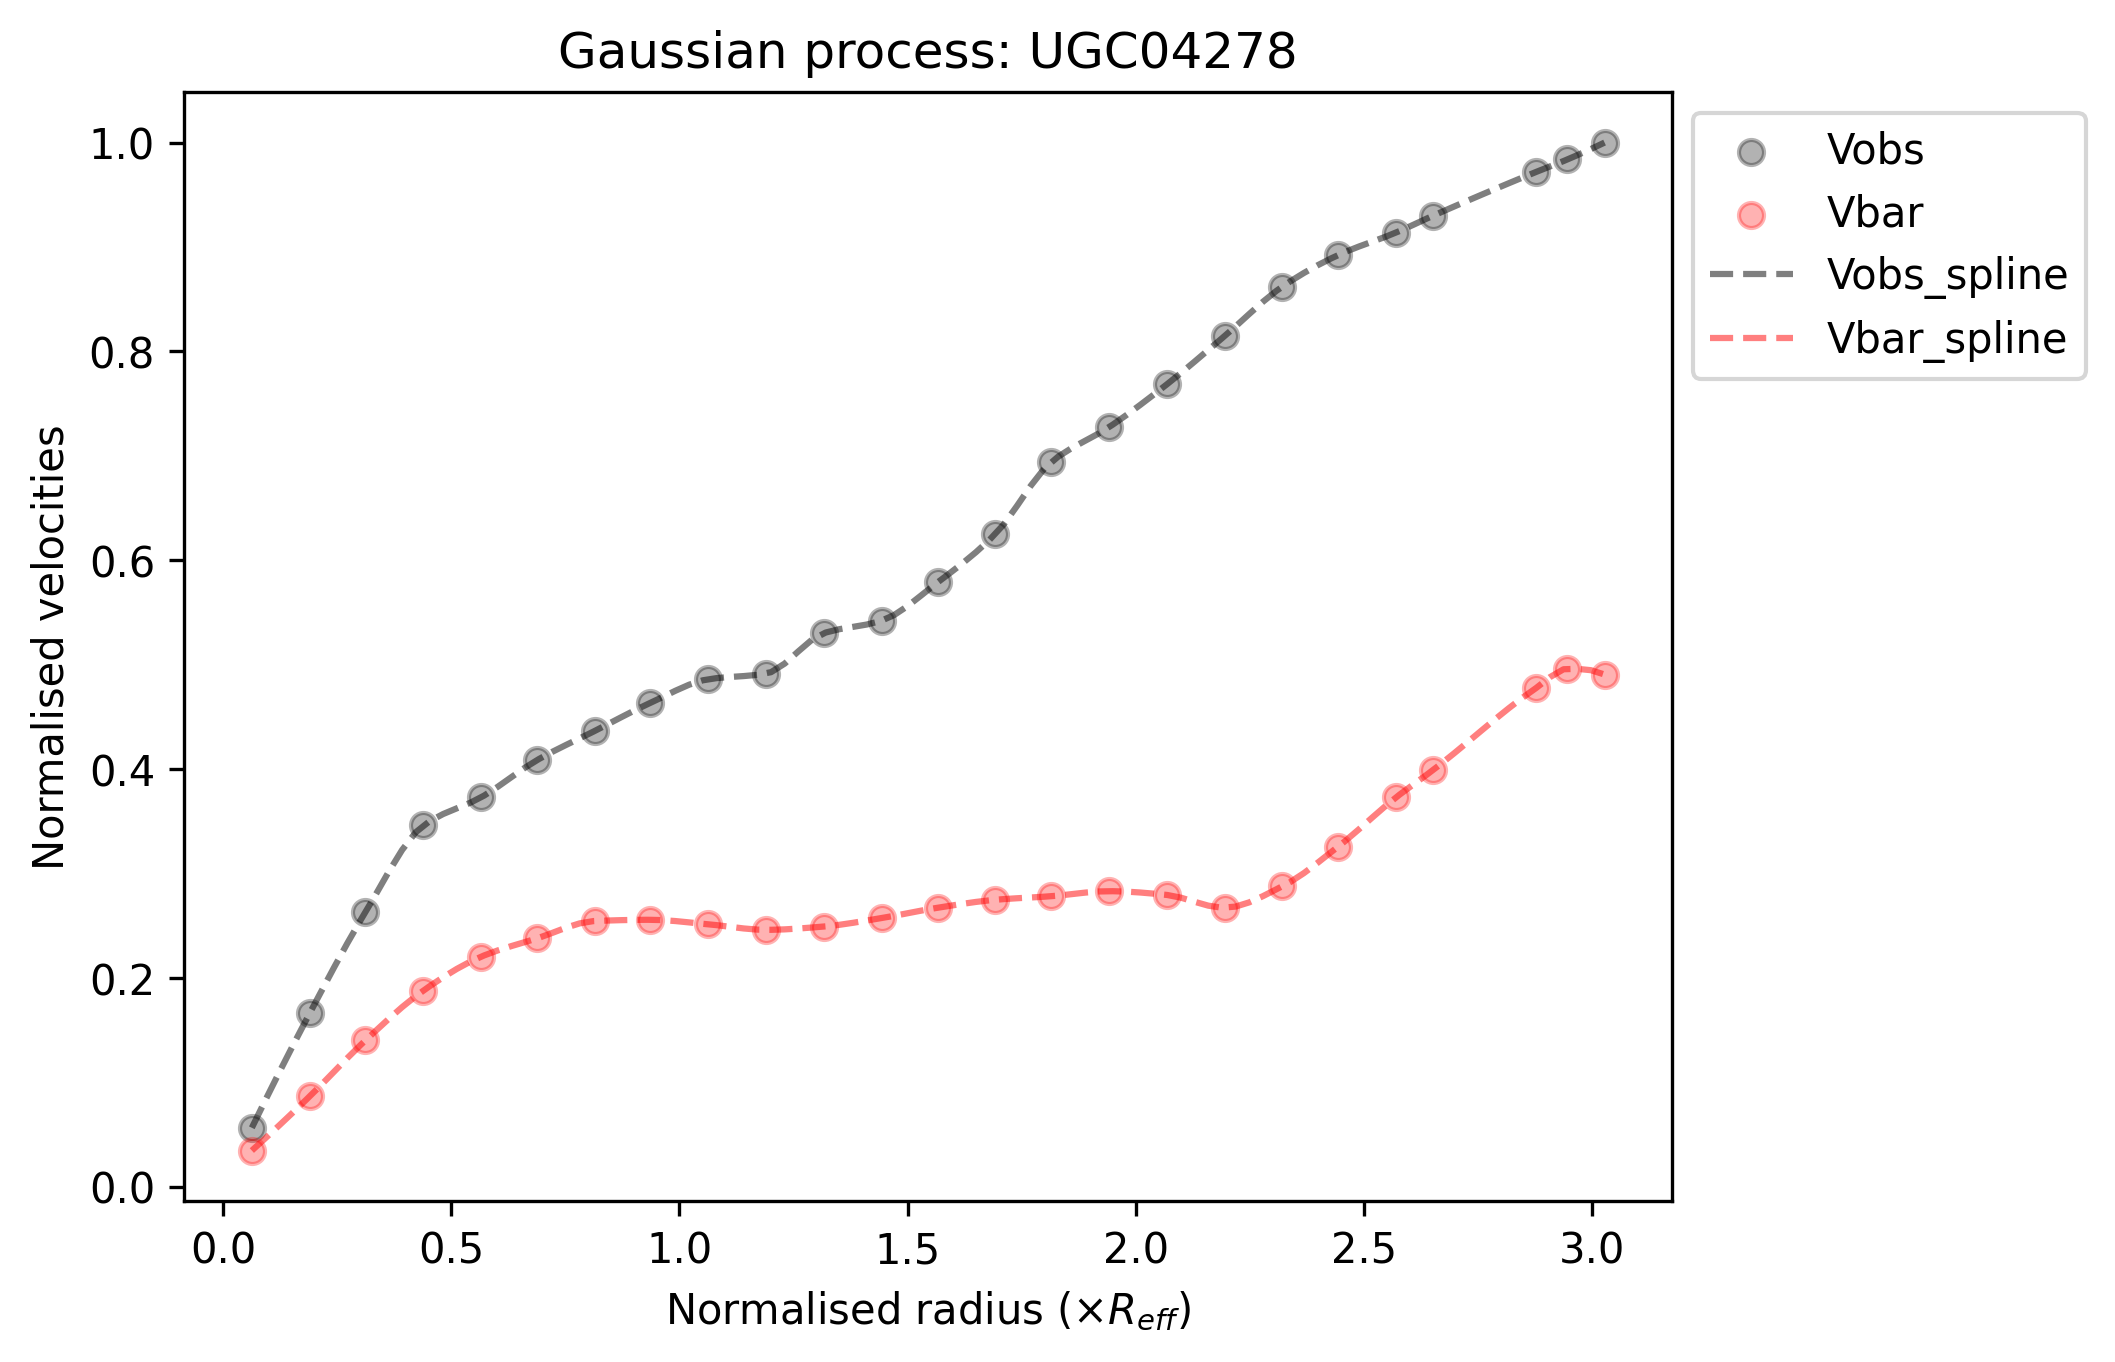 Gaussian process: UGC04278
Normalised velocities
1.0
0.8
0.6
0.4
0.2
0.0
0.0 0.5 1.0 1.5 2.0 2.5 3.0
Normalised radius (×R_eff)
Vobs
Vbar
Vobs_spline
Vbar_spline